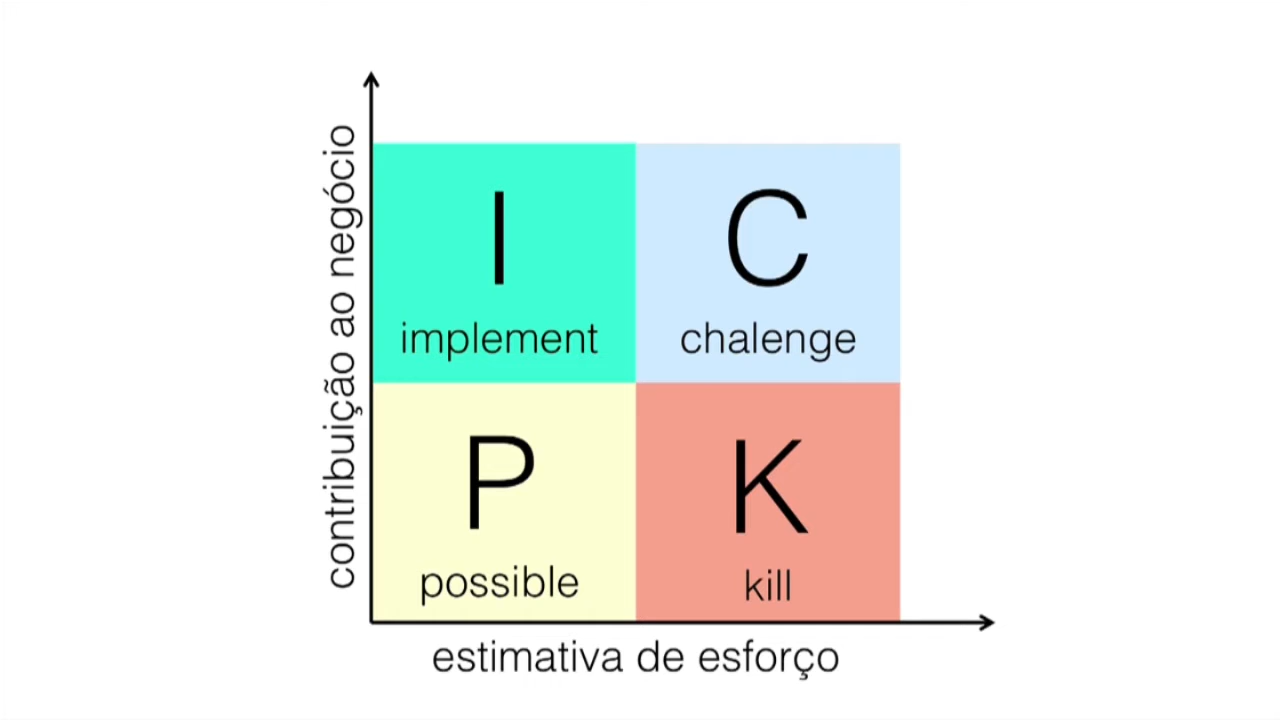 contribuição ao negócio
I
implement
C
chalenge
P
possible
K
kill
estimativa de esforço